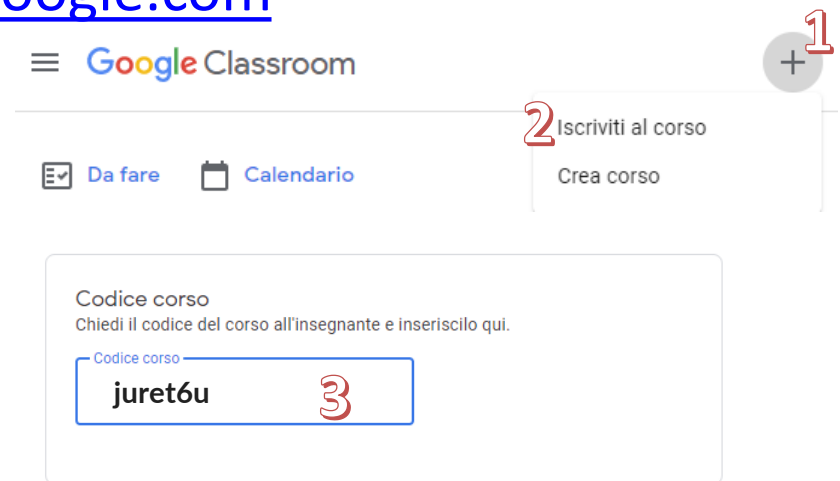 oogle.com
1
Google Classroom
2 Iscriviti al corso
Crea corso
Da fare Calendario
Codice corso
Chiedi il codice del corso all'insegnante e inseriscilo qui.
Codice corso
juret6u 3